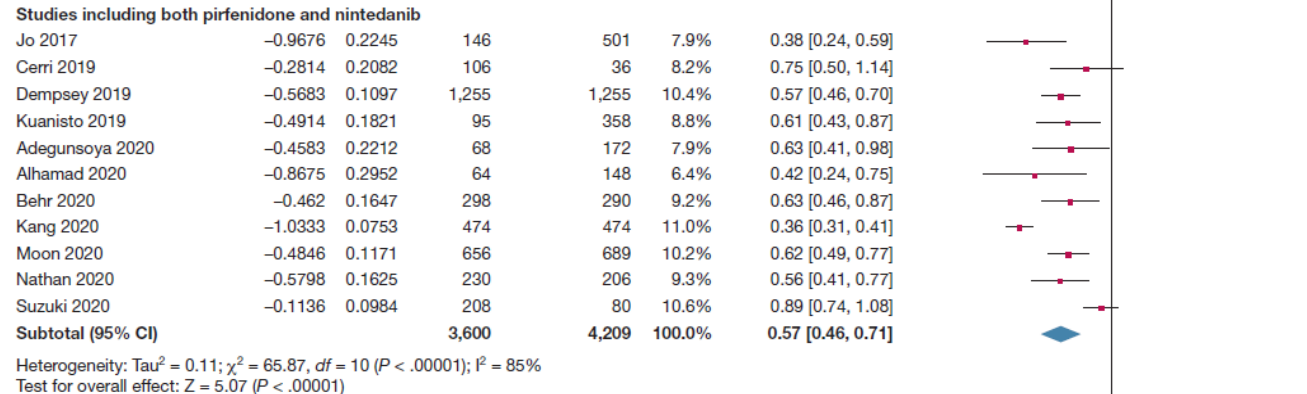 Studies including both pirfenidone and nintedanib
Jo 2017 −0.9676 0.2245 146 501 7.9% 0.38 [0.24, 0.59]
Cerri 2019 −0.2814 0.2082 106 36 8.2% 0.75 [0.50, 1.14]
Dempsey 2019 −0.5683 0.1097 1,255 1,255 10.4% 0.57 [0.46, 0.70]
Kuanisto 2019 −0.4914 0.1821 95 358 8.8% 0.61 [0.43, 0.87]
Adegunsoya 2020 −0.4583 0.2212 68 172 7.9% 0.63 [0.41, 0.98]
Alhamad 2020 −0.8675 0.2952 64 148 6.4% 0.42 [0.24, 0.75]
Behr 2020 −0.462 0.1647 298 290 9.2% 0.63 [0.46, 0.87]
Kang 2020 −1.0333 0.0753 474 474 11.0% 0.36 [0.31, 0.41]
Moon 2020 −0.4846 0.1171 656 689 10.2% 0.62 [0.49, 0.77]
Nathan 2020 −0.5798 0.1625 230 206 9.3% 0.56 [0.41, 0.77]
Suzuki 2020 −0.1136 0.0984 208 80 10.6% 0.89 [0.74, 1.08]
Subtotal (95% CI) 3,600 4,209 100.0% 0.57 [0.46, 0.71]
Heterogeneity: Tau² = 0.11; χ² = 65.87, df = 10 (P < .00001); I² = 85%
Test for overall effect: Z = 5.07 (P < .00001)